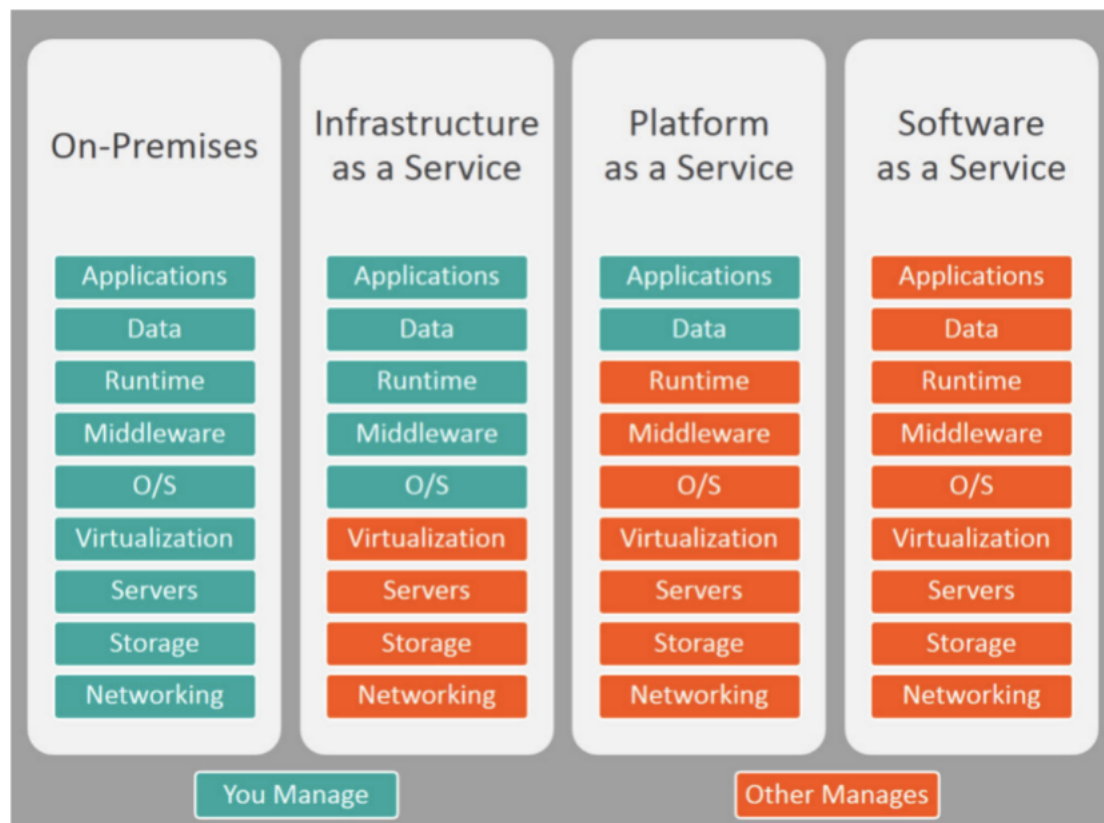 On-Premises
Applications
Data
Runtime
Middleware
O/S
Virtualization
Servers
Storage
Networking
Infrastructure
as a Service
Applications
Data
Runtime
Middleware
O/S
Virtualization
Servers
Storage
Networking
Platform
as a Service
Applications
Data
Runtime
Middleware
O/S
Virtualization
Servers
Storage
Networking
Software
as a Service
Applications
Data
Runtime
Middleware
O/S
Virtualization
Servers
Storage
Networking
You Manage
Other Manages